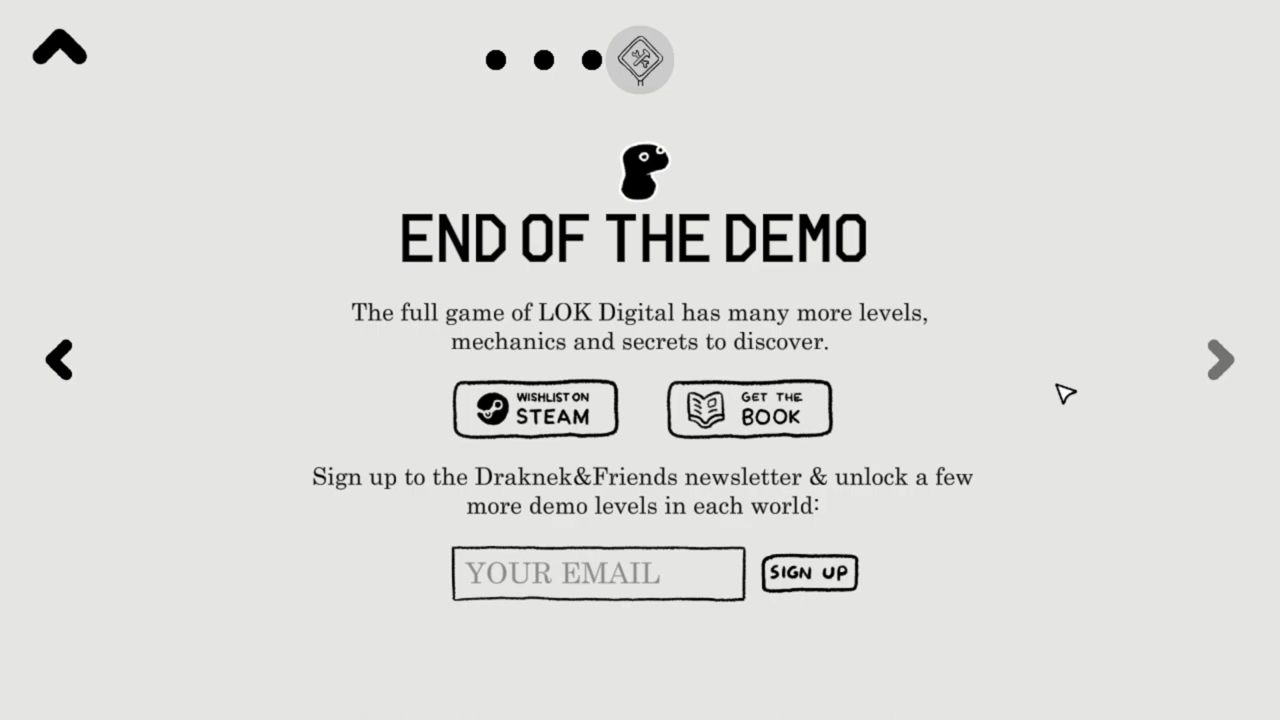 END OF THE DEMO
The full game of LOK Digital has many more levels,
mechanics and secrets to discover.
WISHLIST ON
STEAM
GET THE
BOOK
Sign up to the Draknek&Friends newsletter & unlock a few
more demo levels in each world:
YOUR EMAIL
SIGN UP